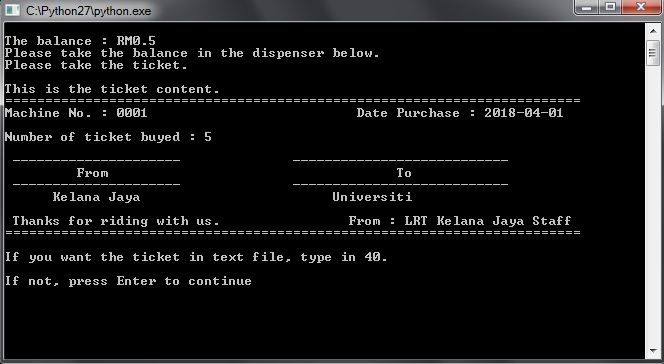 C:\Python27\python.exe
The balance : RM0.5
Please take the balance in the dispenser below.
Please take the ticket.
This is the ticket content.
========================================================================
Machine No. : 0001 Date Purchase : 2018-04-01
Number of ticket buyed : 5
_____________________ ___________________________
From To
_____________________ ___________________________
Kelana Jaya Universiti
Thanks for riding with us. From : LRT Kelana Jaya Staff
========================================================================
If you want the ticket in text file, type in 40.
If not, press Enter to continue